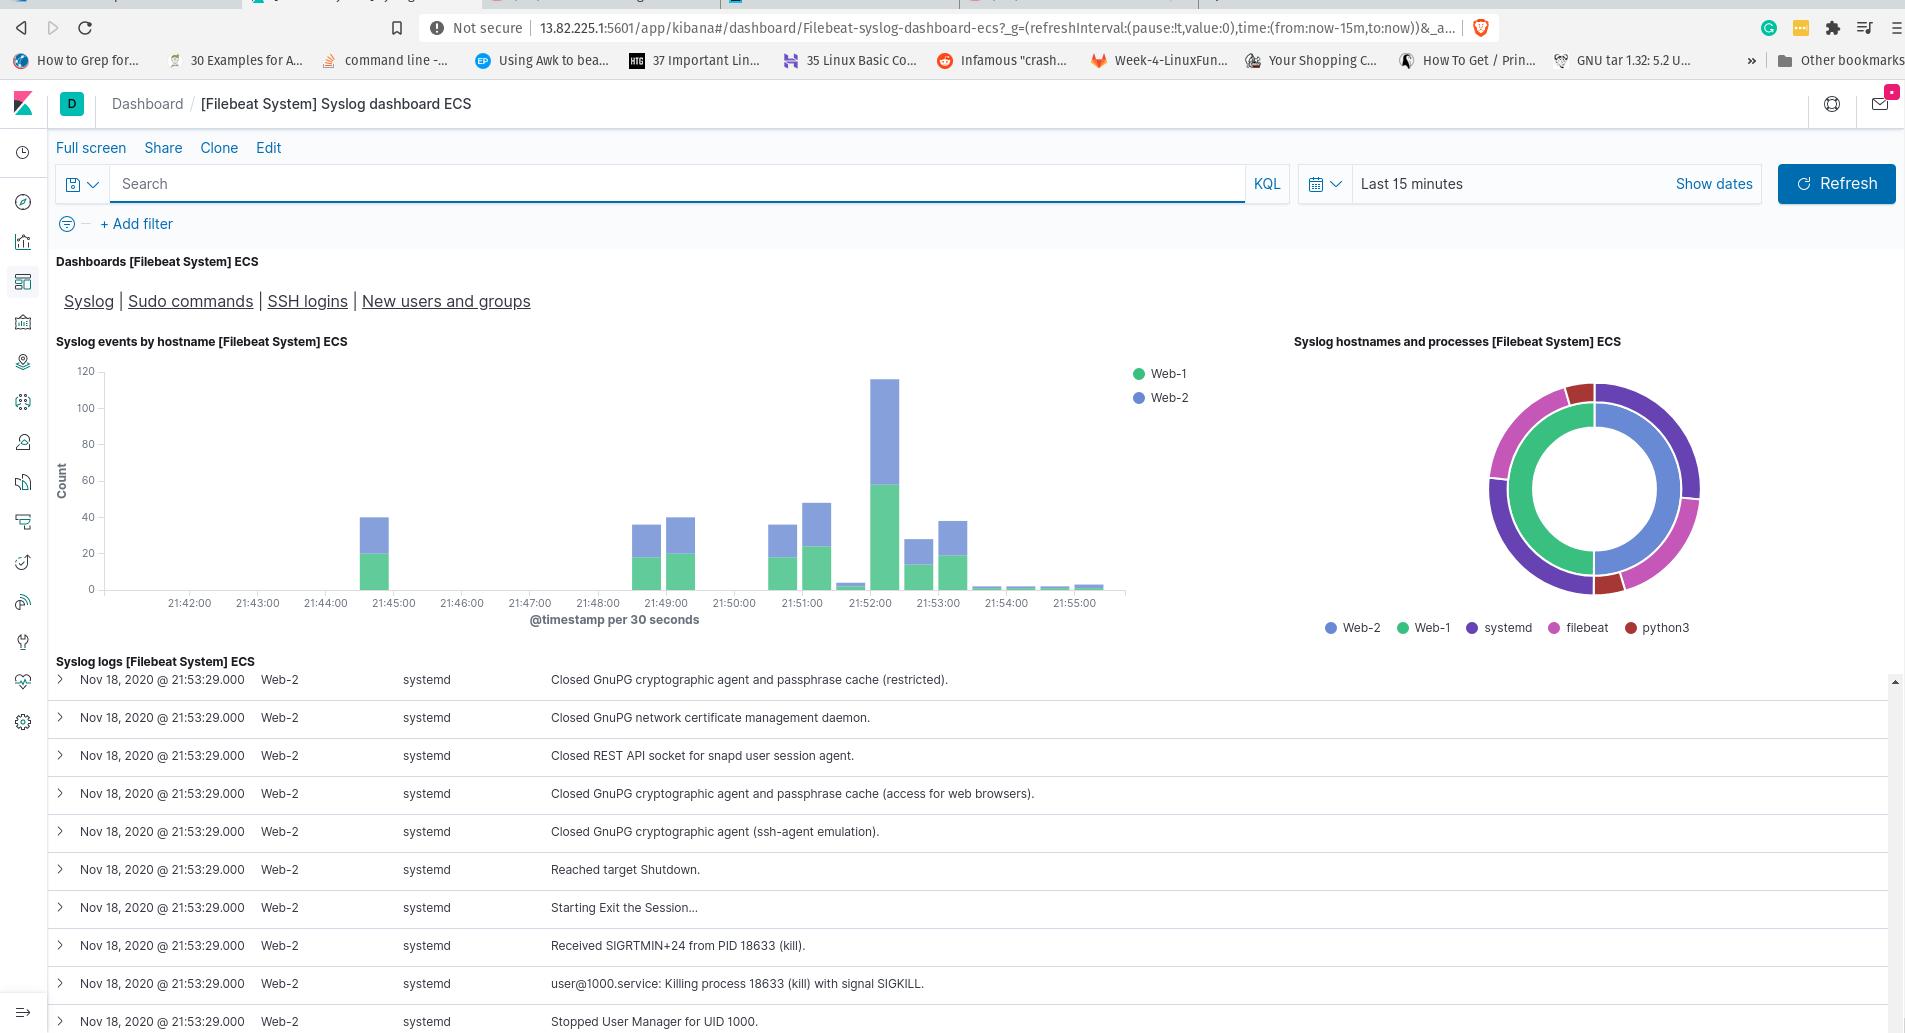 Not secure 13.82.225.1:5601/app/kibana#/dashboard/Filebeat-syslog-dashboard-ecs?_g=(refreshInterval:(pause:!t,value:0),time:(from:now-15m,to:now))&_a...
How to Grep for... 30 Examples for A... command line -... EP Using Awk to bea... HTG 37 Important Lin... 35 Linux Basic Co... Infamous "crash... Week-4-LinuxFun... Your Shopping C... How To Get / Prin... GNU tar 1.32: 5.2 U... » Other bookmarks
D Dashboard / [Filebeat System] Syslog dashboard ECS
Full screen Share Clone Edit
Search KQL Last 15 minutes Show dates Refresh
+ Add filter
Dashboards [Filebeat System] ECS
Syslog | Sudo commands | SSH logins | New users and groups
Syslog events by hostname [Filebeat System] ECS
120
100
80
60
40
20
0
Count
21:42:00 21:43:00 21:44:00 21:45:00 21:46:00 21:47:00 21:48:00 21:49:00 21:50:00 21:51:00 21:52:00 21:53:00 21:54:00 21:55:00
@timestamp per 30 seconds
Web-1
Web-2
Syslog hostnames and processes [Filebeat System] ECS
Web-2 Web-1 systemd filebeat python3
Syslog logs [Filebeat System] ECS
Nov 18, 2020 @ 21:53:29.000 Web-2 systemd Closed GnuPG cryptographic agent and passphrase cache (restricted).
Nov 18, 2020 @ 21:53:29.000 Web-2 systemd Closed GnuPG network certificate management daemon.
Nov 18, 2020 @ 21:53:29.000 Web-2 systemd Closed REST API socket for snapd user session agent.
Nov 18, 2020 @ 21:53:29.000 Web-2 systemd Closed GnuPG cryptographic agent and passphrase cache (access for web browsers).
Nov 18, 2020 @ 21:53:29.000 Web-2 systemd Closed GnuPG cryptographic agent (ssh-agent emulation).
Nov 18, 2020 @ 21:53:29.000 Web-2 systemd Reached target Shutdown.
Nov 18, 2020 @ 21:53:29.000 Web-2 systemd Starting Exit the Session...
Nov 18, 2020 @ 21:53:29.000 Web-2 systemd Received SIGRTMIN+24 from PID 18633 (kill).
Nov 18, 2020 @ 21:53:29.000 Web-2 systemd user@1000.service: Killing process 18633 (kill) with signal SIGKILL.
Nov 18, 2020 @ 21:53:29.000 Web-2 systemd Stopped User Manager for UID 1000.